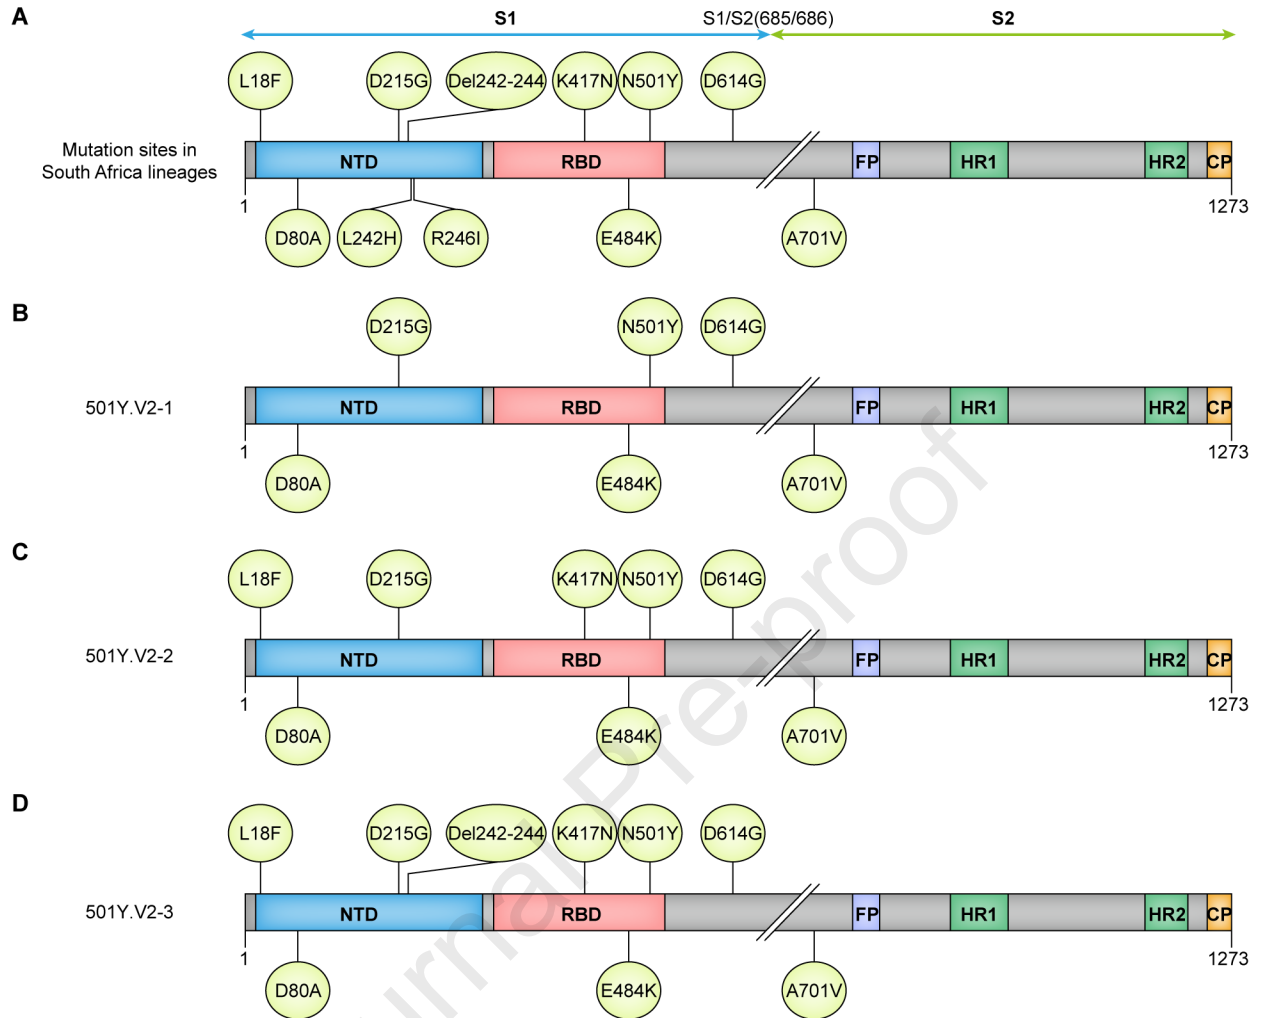 A
S1
S1/S2(685/686)
S2
L18F
D215G
Del242-244
K417N
N501Y
D614G
Mutation sites in
South Africa lineages
NTD
RBD
FP
HR1
HR2
CP
1
1273
D80A
L242H
R246I
E484K
A701V
B
D215G
N501Y
D614G
501Y.V2-1
NTD
RBD
FP
HR1
HR2
CP
1
1273
D80A
E484K
A701V
C
L18F
D215G
K417N
N501Y
D614G
501Y.V2-2
NTD
RBD
FP
HR1
HR2
CP
1
1273
D80A
E484K
A701V
D
L18F
D215G
Del242-244
K417N
N501Y
D614G
501Y.V2-3
NTD
RBD
FP
HR1
HR2
CP
1
1273
D80A
E484K
A701V
urnal Pre-proof